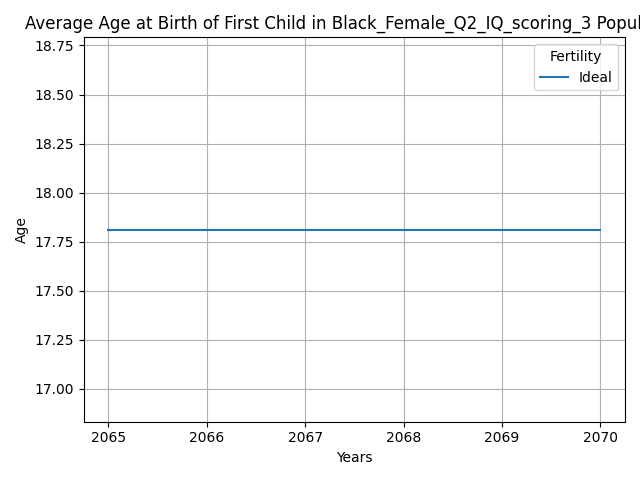 Average Age at Birth of First Child in Black_Female_Q2_IQ_scoring_3 Popul
18.75
18.50
18.25
18.00
17.75
17.50
17.25
17.00
Age
Fertility
Ideal
2065 2066 2067 2068 2069 2070
Years